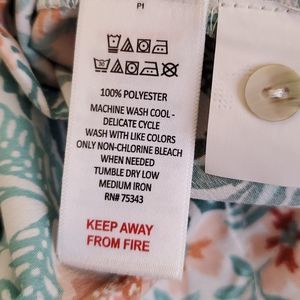 PI
100% POLYESTER
MACHINE WASH COOL -
DELICATE CYCLE
WASH WITH LIKE COLORS
ONLY NON-CHLORINE BLEACH
WHEN NEEDED
TUMBLE DRY LOW
MEDIUM IRON
RN# 75343
KEEP AWAY
FROM FIRE